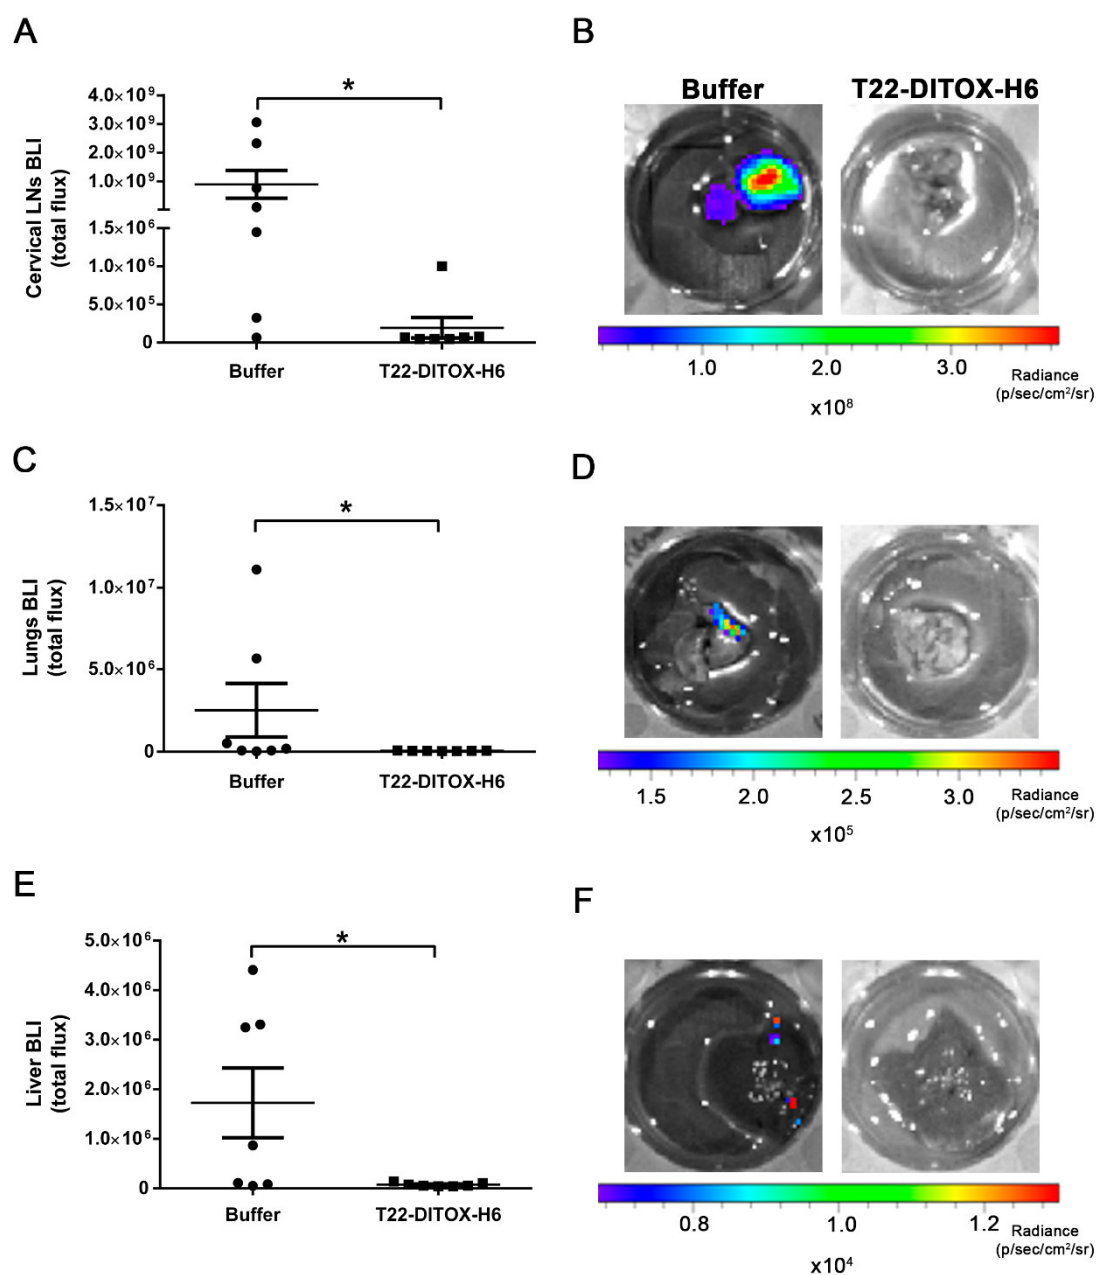 A
Cervical LNs BLI
(total flux)
4.0×10⁹
3.0×10⁹
2.0×10⁹
1.0×10⁹
1.5×10⁶
1.0×10⁶
5.0×10⁵
0
*
Buffer
T22-DITOX-H6
B
Buffer
T22-DITOX-H6
1.0
2.0
3.0
Radiance
(p/sec/cm²/sr)
x10⁸
C
Lungs BLI
(total flux)
1.5×10⁷
1.0×10⁷
5.0×10⁶
0
*
Buffer
T22-DITOX-H6
D
1.5
2.0
2.5
3.0
Radiance
(p/sec/cm²/sr)
x10⁵
E
Liver BLI
(total flux)
5.0×10⁶
4.0×10⁶
3.0×10⁶
2.0×10⁶
1.0×10⁶
0
*
Buffer
T22-DITOX-H6
F
0.8
1.0
1.2
Radiance
(p/sec/cm²/sr)
x10⁴